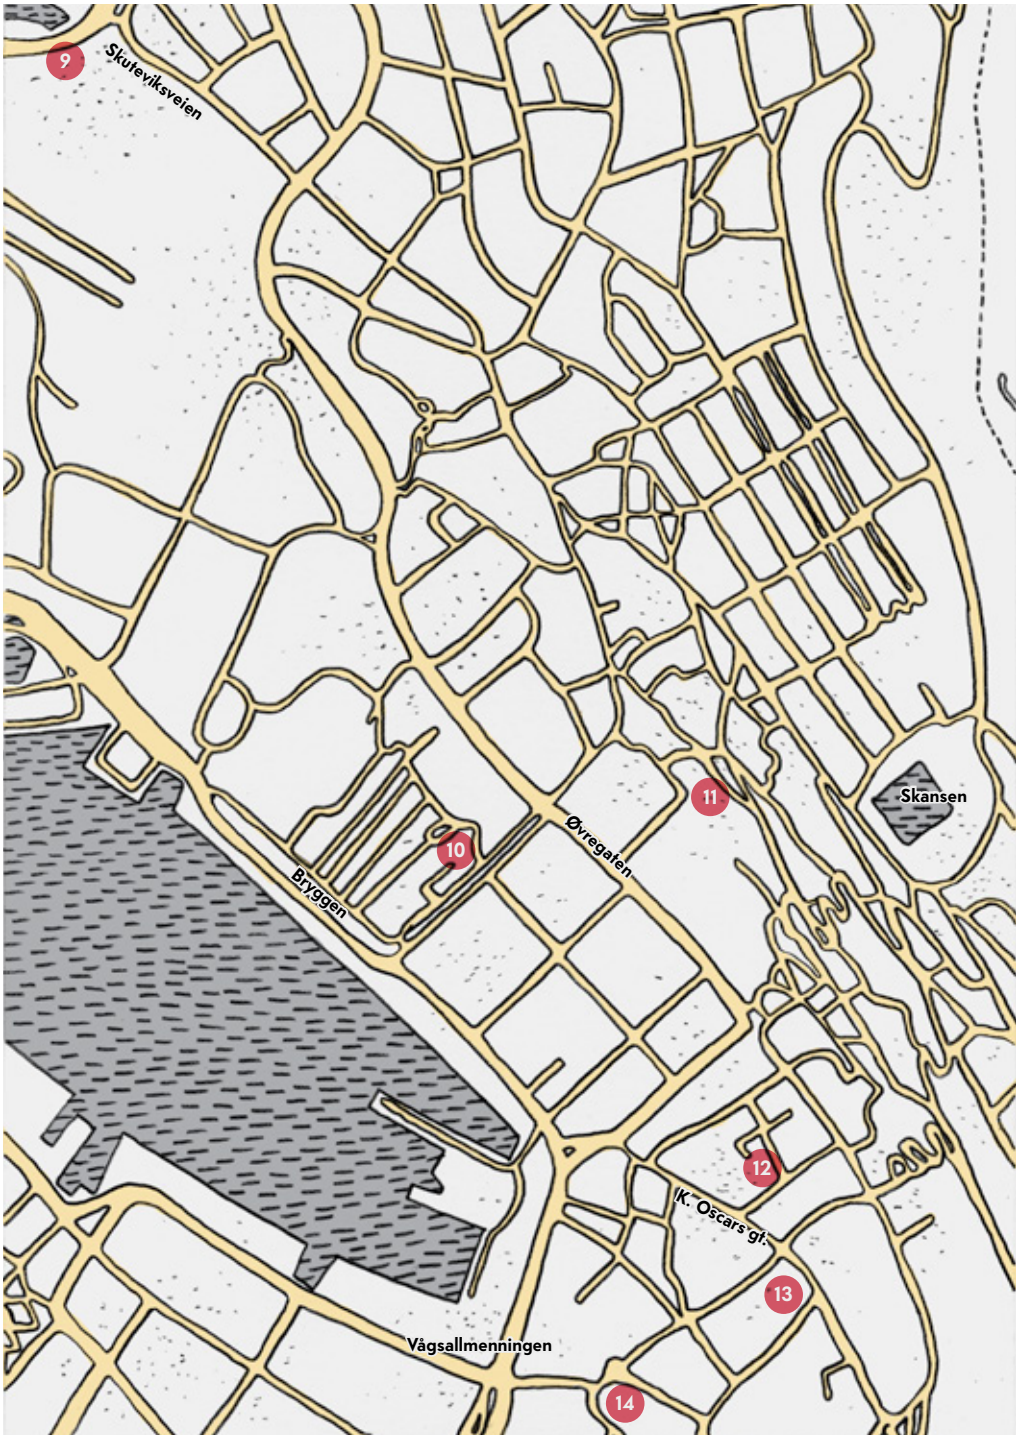 9
Skuteviksveien
11
Skansen
Øvregaten
10
Bryggen
12
K. Oscars gt.
13
Vågsallmenningen
14